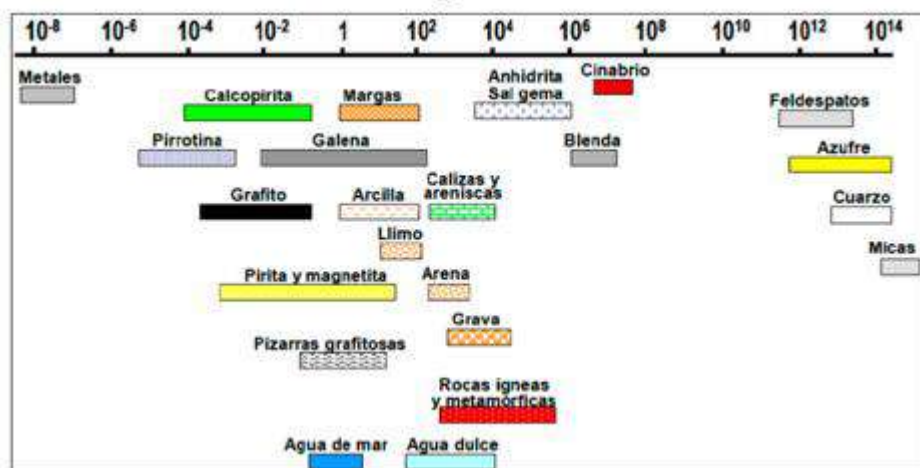 10⁻⁸ 10⁻⁶ 10⁻⁴ 10⁻² 1 10² 10⁴ 10⁶ 10⁸ 10¹⁰ 10¹² 10¹⁴
Metales
Calcopirita
Margas
Anhidrita
Sal gema
Cinabrio
Feldespatos
Pirrotina
Galena
Blenda
Azufre
Grafito
Arcilla
Calizas y
areniscas
Cuarzo
Llimo
Micas
Pirita y magnetita
Arena
Grava
Pizarras grafitosas
Rocas igneas
y metamórficas
Agua de mar
Agua dulce